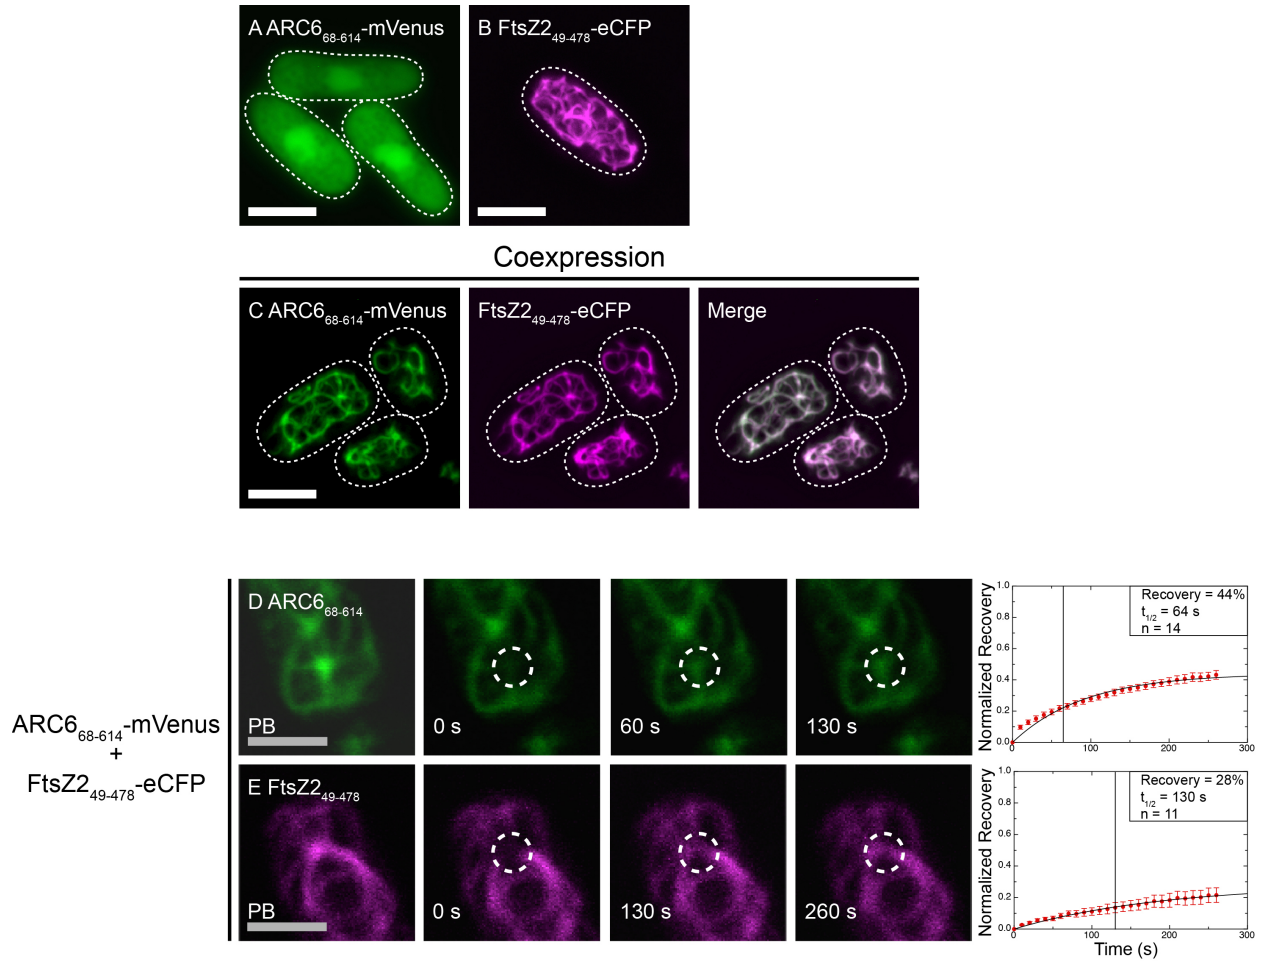 A ARC668-614-mVenus
B FtsZ249-478-eCFP
Coexpression
C ARC668-614-mVenus
FtsZ249-478-eCFP
Merge
ARC668-614-mVenus
+
FtsZ249-478-eCFP
D ARC668-614
PB
0 s
60 s
130 s
Normalized Recovery
1.0
0.8
0.6
0.4
0.2
0.0
100
200
300
Recovery = 44%
t1/2 = 64 s
n = 14
E FtsZ249-478
PB
0 s
130 s
260 s
Normalized Recovery
1.0
0.8
0.6
0.4
0.2
0.0
0
100
200
300
Recovery = 28%
t1/2 = 130 s
n = 11
Time (s)